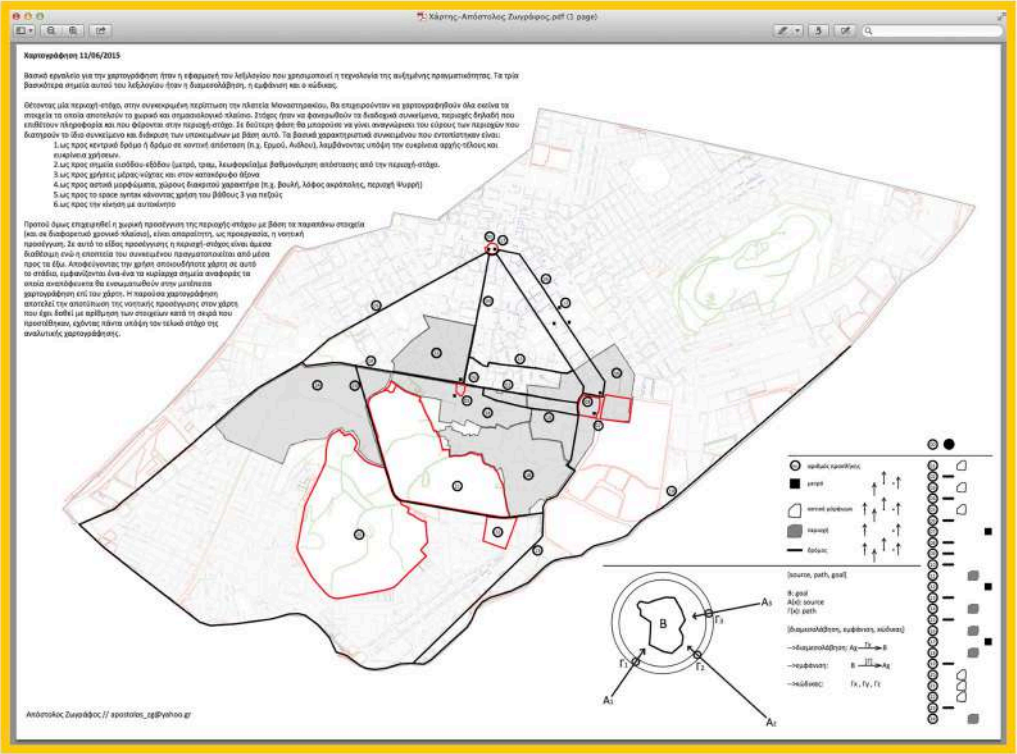 Χάρτης-Απόστολος Ζωγράφος.pdf (1 page)
Χαρτογράφηση 11/06/2015
Βασικό εργαλείο για την χαρτογράφηση ήταν η εφαρμογή του λεξιλογίου που χρησιμοποιεί η τεχνολογία της αυξημένης πραγματικότητας. Τα τρία
βασικότερα σημεία αυτού του λεξιλογίου ήταν η διαμεσολάβηση, η εμφάνιση και ο κώδικας.
Θέτοντας μία περιοχή-στόχο, στην συγκεκριμένη περίπτωση την πλατεία Μοναστηρακίου, θα επιχειρούνταν να χαρτογραφηθούν όλα εκείνα τα
στοιχεία τα οποία αποτελούν το χωρικό και σημασιολογικό πλαίσιο. Στόχος ήταν να φανερωθούν τα διαδοχικά συνκείμενα, περιοχές δηλαδή που
επιθέτουν πληροφορία και που φέρονται στην περιοχή-στόχο. Σε δεύτερη φάση θα μπορούσε να γίνει αναγνώριση του εύρους των περιοχών που
διατηρούν το ίδιο συνκείμενο και διάκριση των υποκειμένων με βάση αυτό. Τα βασικά χαρακτηριστικά συνκειμένου που εντοπίστηκαν είναι:
1.ως προς κεντρικό δρόμο ή δρόμο σε κοντινή απόσταση (π.χ. Ερμού, Αιόλου), λαμβάνοντας υπόψη την ευκρίνεια αρχής-τέλους και
ευκρίνεια χρήσεων.
2.ως προς σημεία εισόδου-εξόδου (μετρό, τραμ, λεωφορεία)με βαθμονόμηση απόστασης από την περιοχή-στόχο.
3.ως προς χρήσεις μέρας-νύχτας και στον κατακόρυφο άξονα
4.ως προς αστικά μορφώματα, χώρους διακριτού χαρακτήρα (π.χ. βουλή, λόφος ακρόπολης, περιοχή Ψυρρή)
5.ως προς το space syntax κάνοντας χρήση του βάθους 3 για πεζούς
6.ως προς την κίνηση με αυτοκίνητο
Προτού όμως επιχειρηθεί η χωρική προσέγγιση της περιοχής-στόχου με βάση τα παραπάνω στοιχεία
(και σε διαφορετικό χρονικό πλαίσιο), είναι απαραίτητη, ως προεργασία, η νοητική
προσέγγιση. Σε αυτό το είδος προσέγγισης η περιοχή-στόχος είναι άμεσα
διαθέσιμη ενώ η εποπτεία του συνκειμένου πραγματοποιείται από μέσα
προς τα έξω. Αποφεύγοντας την χρήση οποιουδήποτε χάρτη σε αυτό
το στάδιο, εμφανίζονται ένα-ένα τα κυρίαρχα σημεία αναφοράς τα
οποία αναπόφευκτα θα ενσωματωθούν στην μετέπειτα
χαρτογράφηση επί του χάρτη. Η παρούσα χαρτογράφηση
αποτελεί την αποτύπωση της νοητικής προσέγγισης στον χάρτη
που έχει δοθεί με αρίθμηση των στοιχείων κατά τη σειρά που
προστέθηκαν, εχόντας πάντα υπόψη τον τελικό στόχο της
αναλυτικής χαρτογράφησης.
αριθμός προσθήκης
μετρό
αστικό μόρφωμα
περιοχή
δρόμος
[source, path, goal]
B: goal
A(x): source
Γ(x): path
[διαμεσολάβηση, εμφάνιση, κώδικας]
-->διαμεσολάβηση: Αχ Γχ B
-->εμφάνιση: B [Γ] Αχ
-->κώδικας: Γχ, Γy, Γz
B
A3
Γ3
Γ1
Γ2
A1
A2
Απόστολος Ζωγράφος // apostolos_zg@yahoo.gr